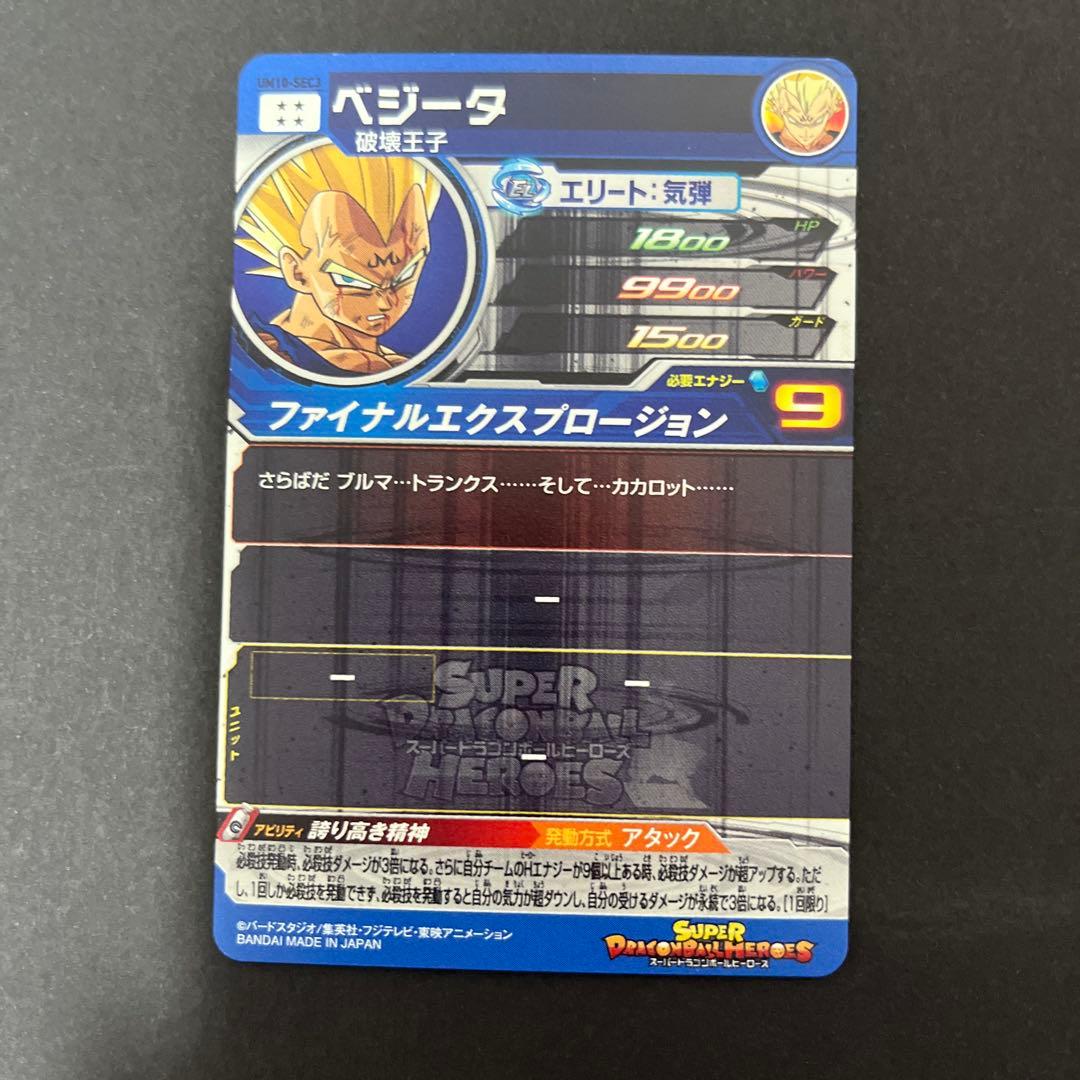 UM10-SEC3
ベジータ
破壊王子
EL エリート:気弾
HP
1800
パワー
9900
ガード
1500
必要エナジー
9
ファイナルエクスプロージョン
さらばだ ブルマ…トランクス……そして…カカロット……
ー
ー
ー
ー
ユニット
SUPER
DRAGONBALL
スーパードラゴンボールヒーローズ
HEROES
アビリティ 誇り高き精神 発動方式 アタック
必殺技発動時、必殺技ダメージが3倍になる。さらに自分チームのHエナジーが9個以上ある時、必殺技ダメージが超アップする。ただ
し、1回しか必殺技を発動できず、必殺技を発動すると自分の気力が超ダウンし、自分の受けるダメージが永続で3倍になる。[1回限り]
©バードスタジオ/集英社・フジテレビ・東映アニメーション
BANDAI MADE IN JAPAN
SUPER
DRAGONBALL HEROES
スーパードラゴンボールヒーローズ